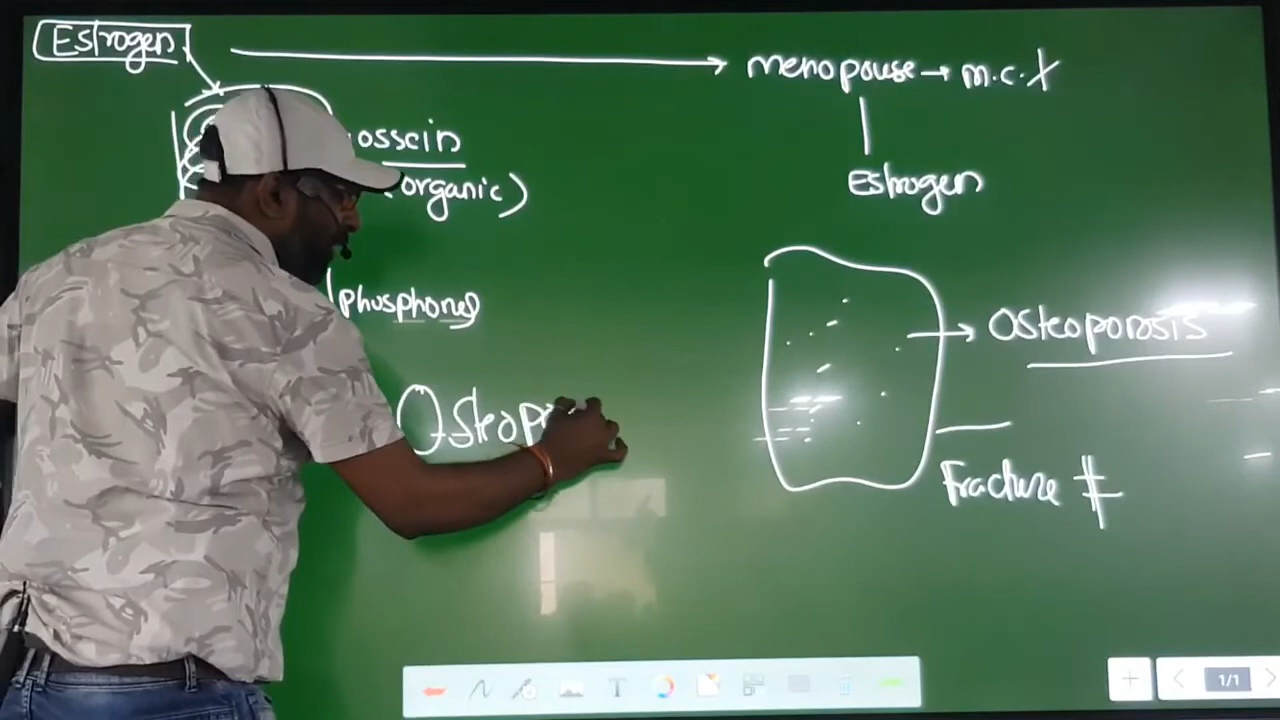 Estrogen
menopause → m.c. X
ossein
(organic)
Estrogen
phosphorus
Osteoporosis
Osteop
Fracture #
1/1